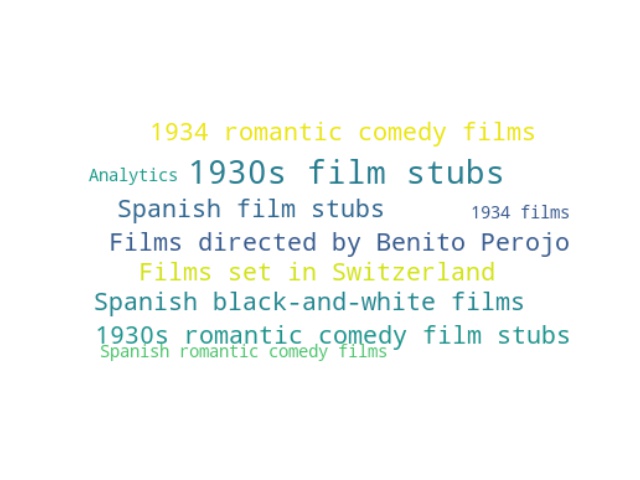 1934 romantic comedy films
Analytics 1930s film stubs
Spanish film stubs 1934 films
Films directed by Benito Perojo
Films set in Switzerland
Spanish black-and-white films
1930s romantic comedy film stubs
Spanish romantic comedy films